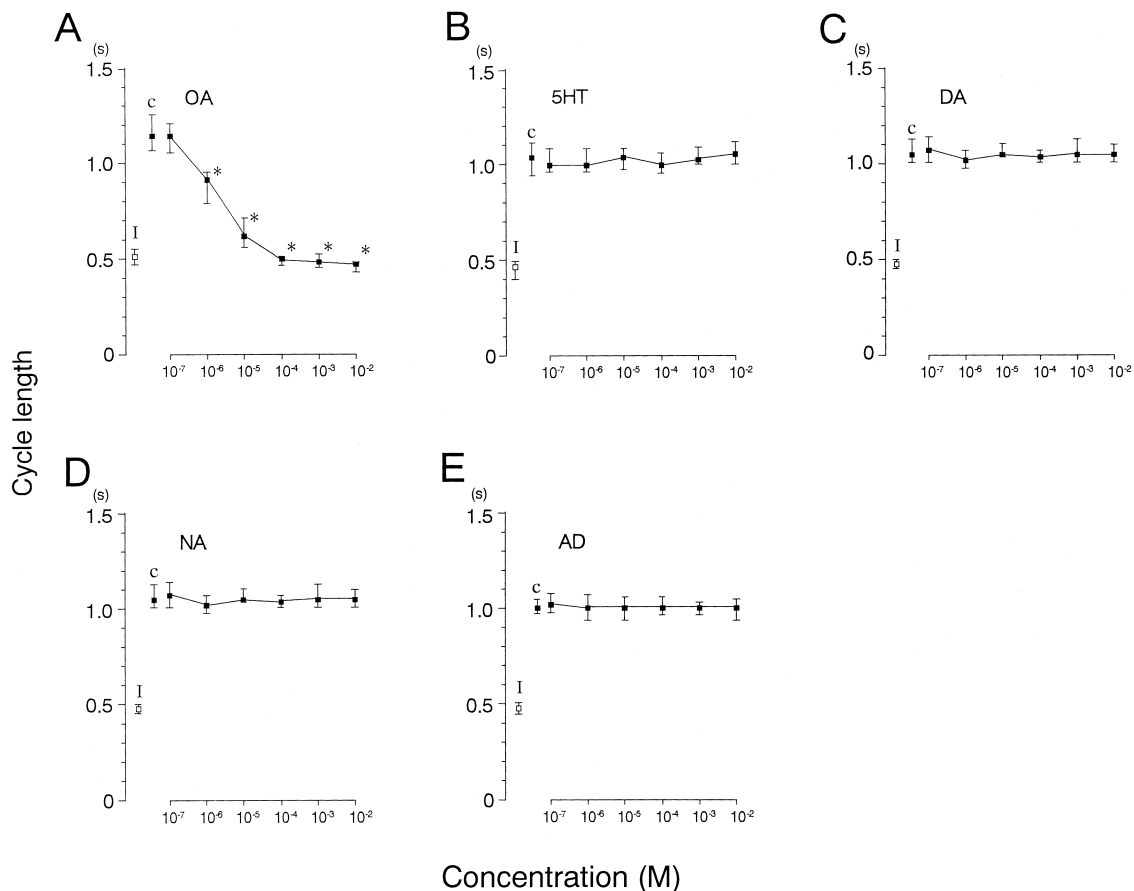 A
(s)
OA
1.5
1.0
0.5
0
c
I
*
*
*
*
*
10⁻⁷ 10⁻⁶ 10⁻⁵ 10⁻⁴ 10⁻³ 10⁻²
B
(s)
5HT
1.5
1.0
0.5
0
c
I
10⁻⁷ 10⁻⁶ 10⁻⁵ 10⁻⁴ 10⁻³ 10⁻²
C
(s)
DA
1.5
1.0
0.5
0
c
I
10⁻⁷ 10⁻⁶ 10⁻⁵ 10⁻⁴ 10⁻³ 10⁻²
Cycle length
D
(s)
NA
1.5
1.0
0.5
0
c
I
10⁻⁷ 10⁻⁶ 10⁻⁵ 10⁻⁴ 10⁻³ 10⁻²
E
(s)
AD
1.5
1.0
0.5
0
c
I
10⁻⁷ 10⁻⁶ 10⁻⁵ 10⁻⁴ 10⁻³ 10⁻²
Concentration (M)